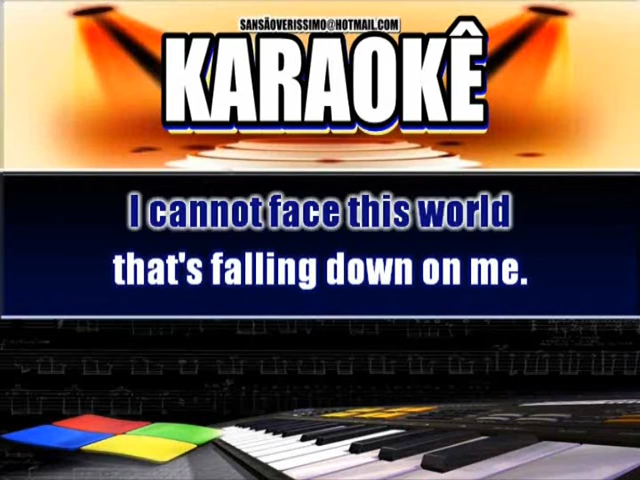 SANSÃOVERISSIMO@HOTMAIL.COM
KARAOKÊ
I cannot face this world
that's falling down on me.